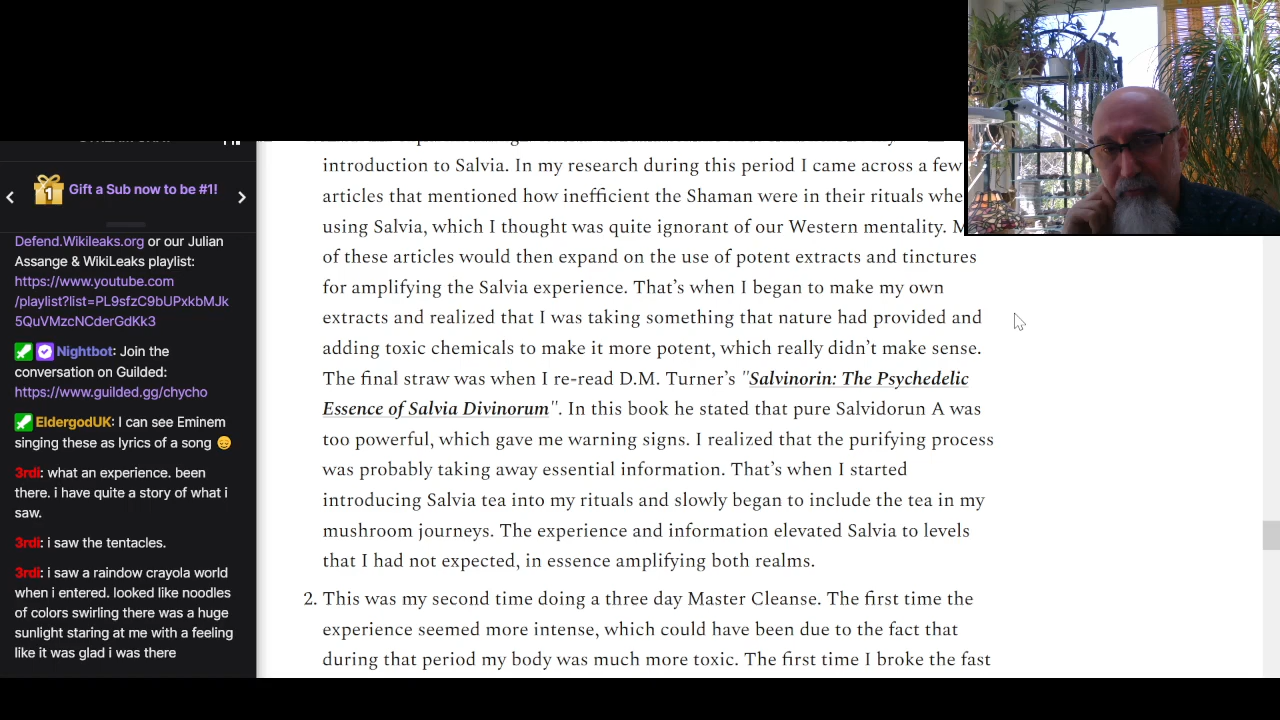 Gift a Sub now to be #1!
Defend.Wikileaks.org or our Julian
Assange & WikiLeaks playlist:
https://www.youtube.com
/playlist?list=PL9sfzC9bUPxkbMJk
5QuVMzcNCderGdKk3
Nightbot: Join the
conversation on Guilded:
https://www.guilded.gg/chycho
EldergodUK: I can see Eminem
singing these as lyrics of a song 😏
3rdi: what an experience. been
there. i have quite a story of what i
saw.
3rdi: i saw the tentacles.
3rdi: i saw a raindow crayola world
when i entered. looked like noodles
of colors swirling there was a huge
sunlight staring at me with a feeling
like it was glad i was there
introduction to Salvia. In my research during this period I came across a few
articles that mentioned how inefficient the Shaman were in their rituals whe
using Salvia, which I thought was quite ignorant of our Western mentality.
of these articles would then expand on the use of potent extracts and tinctures
for amplifying the Salvia experience. That’s when I began to make my own
extracts and realized that I was taking something that nature had provided and
adding toxic chemicals to make it more potent, which really didn’t make sense.
The final straw was when I re-read D.M. Turner’s "Salvinorin: The Psychedelic
Essence of Salvia Divinorum". In this book he stated that pure Salvidorun A was
too powerful, which gave me warning signs. I realized that the purifying process
was probably taking away essential information. That’s when I started
introducing Salvia tea into my rituals and slowly began to include the tea in my
mushroom journeys. The experience and information elevated Salvia to levels
that I had not expected, in essence amplifying both realms.
2. This was my second time doing a three day Master Cleanse. The first time the
experience seemed more intense, which could have been due to the fact that
during that period my body was much more toxic. The first time I broke the fast